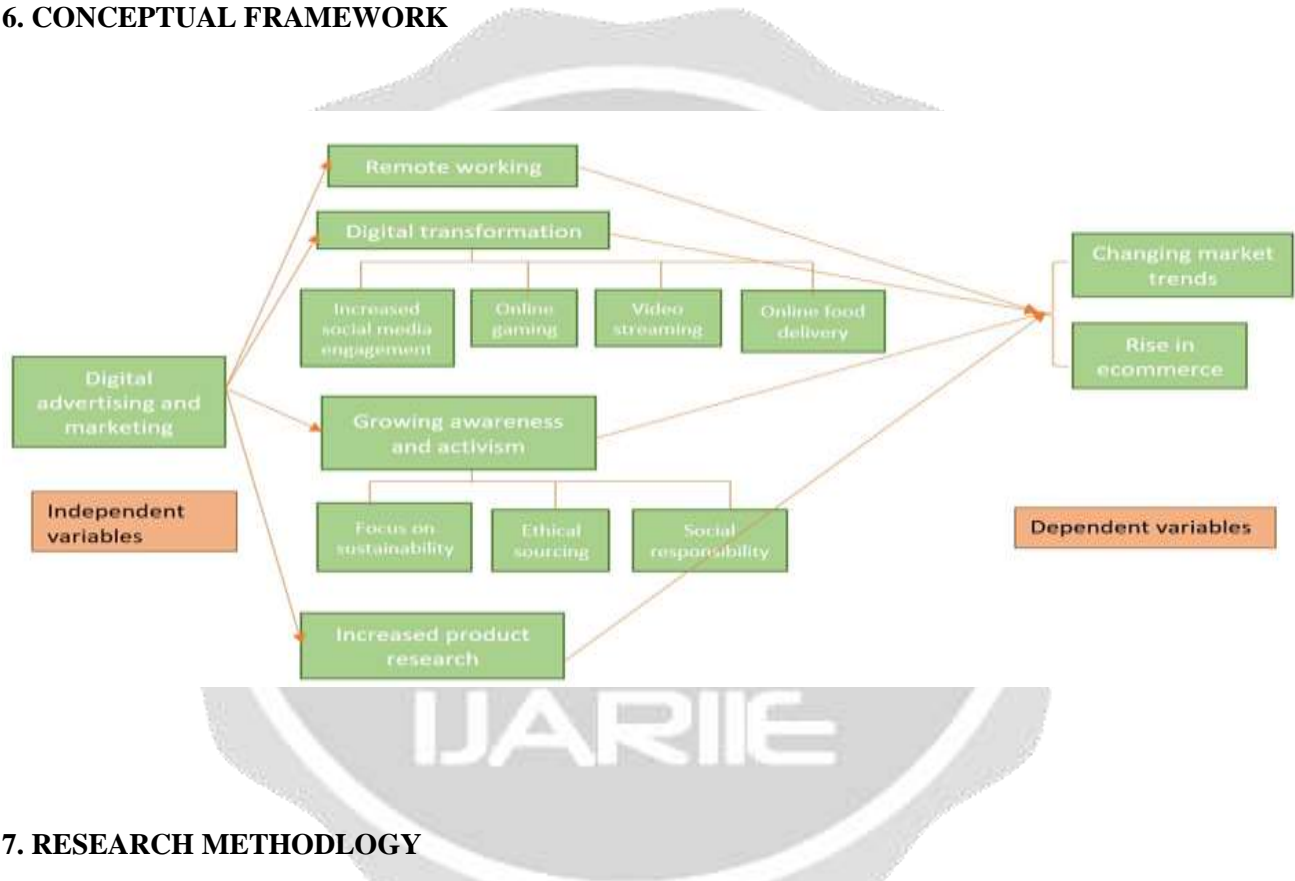 6. CONCEPTUAL FRAMEWORK
Remote working
Digital transformation
Increased
social media
engagement
Online
gaming
Video
streaming
Online food
delivery
Changing market
trends
Rise in
ecommerce
Digital
advertising and
marketing
Growing awareness
and activism
Independent
variables
Focus on
sustainability
Ethical
sourcing
Social
responsibility
Dependent variables
Increased product
research
IJARIIE
7. RESEARCH METHODLOGY